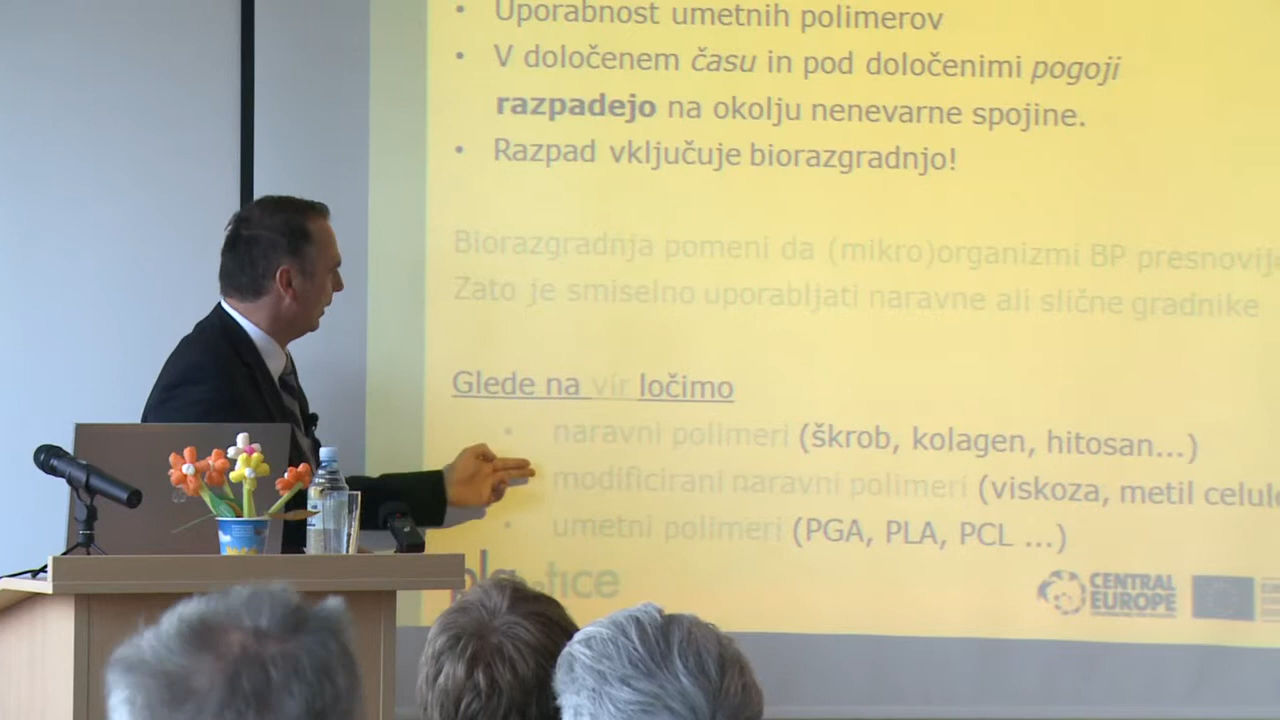 • Uporabnost umetnih polimerov
• V določenem času in pod določenimi pogoji
razpadejo na okolju nenevarne spojine.
• Razpad vključuje biorazgradnjo!
Biorazgradnja pomeni da (mikro)organizmi BP presnovijo
Zato je smiselno uporabljati naravne ali slične gradnike
Glede na vir ločimo
• naravni polimeri (škrob, kolagen, hitosan...)
• modificirani naravni polimeri (viskoza, metil celulo
• umetni polimeri (PGA, PLA, PCL ...)
CENTRAL
EUROPE